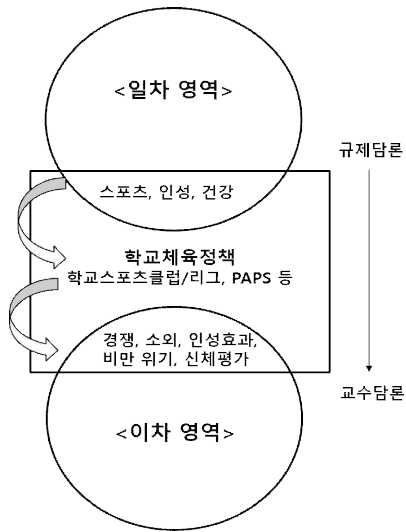 <일차 영역>
규제담론
스포츠, 인성, 건강
학교체육정책
학교스포츠클럽/리그, PAPS 등
경쟁, 소외, 인성효과,
비만 위기, 신체평가
교수담론
<이차 영역>